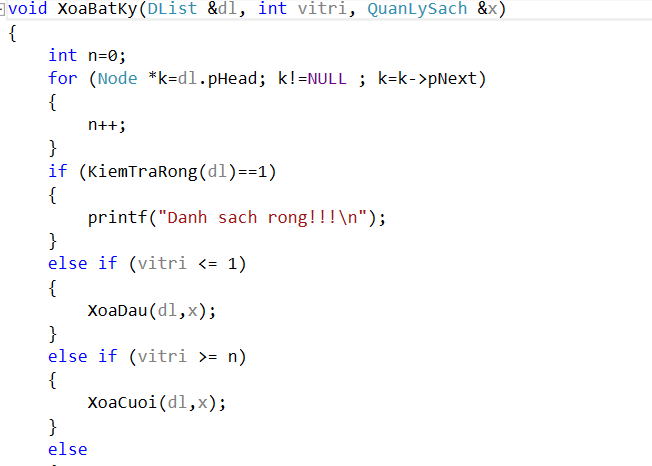 void XoaBatKy(DList &dl, int vitri, QuanLySach &x)
{
int n=0;
for (Node *k=dl.pHead; k!=NULL ; k=k->pNext)
{
n++;
}
if (KiemTraRong(dl)==1)
{
printf("Danh sach rong!!!\n");
}
else if (vitri <= 1)
{
XoaDau(dl,x);
}
else if (vitri >= n)
{
XoaCuoi(dl,x);
}
else